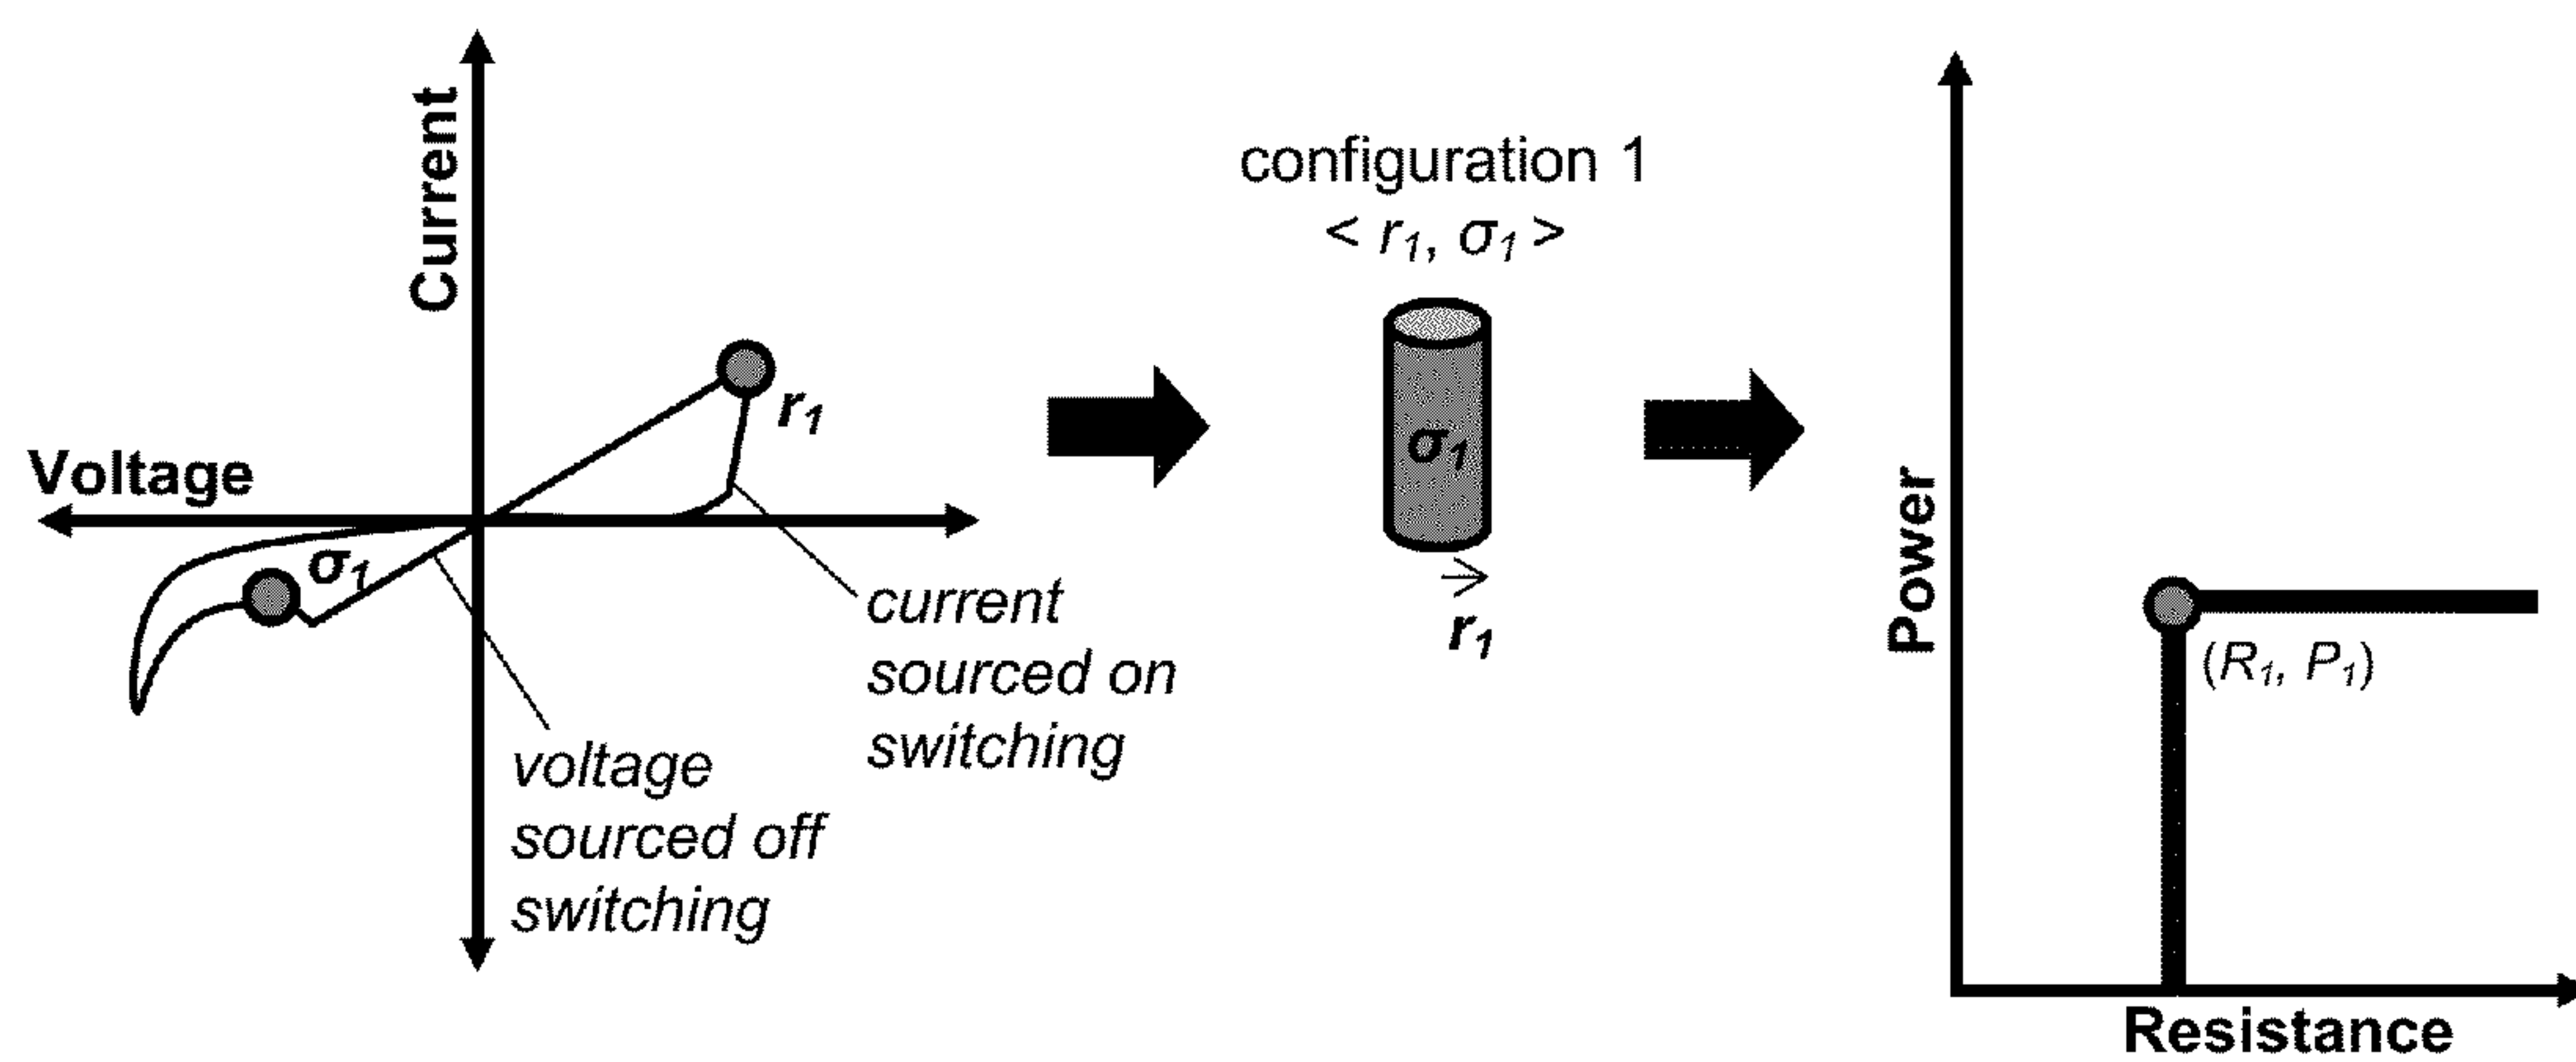 Current
Voltage
r₁
σ₁
current
sourced on
switching
voltage
sourced off
switching
configuration 1
< r₁, σ₁ >
σ₁
r₁
Power
(R₁, P₁)
Resistance